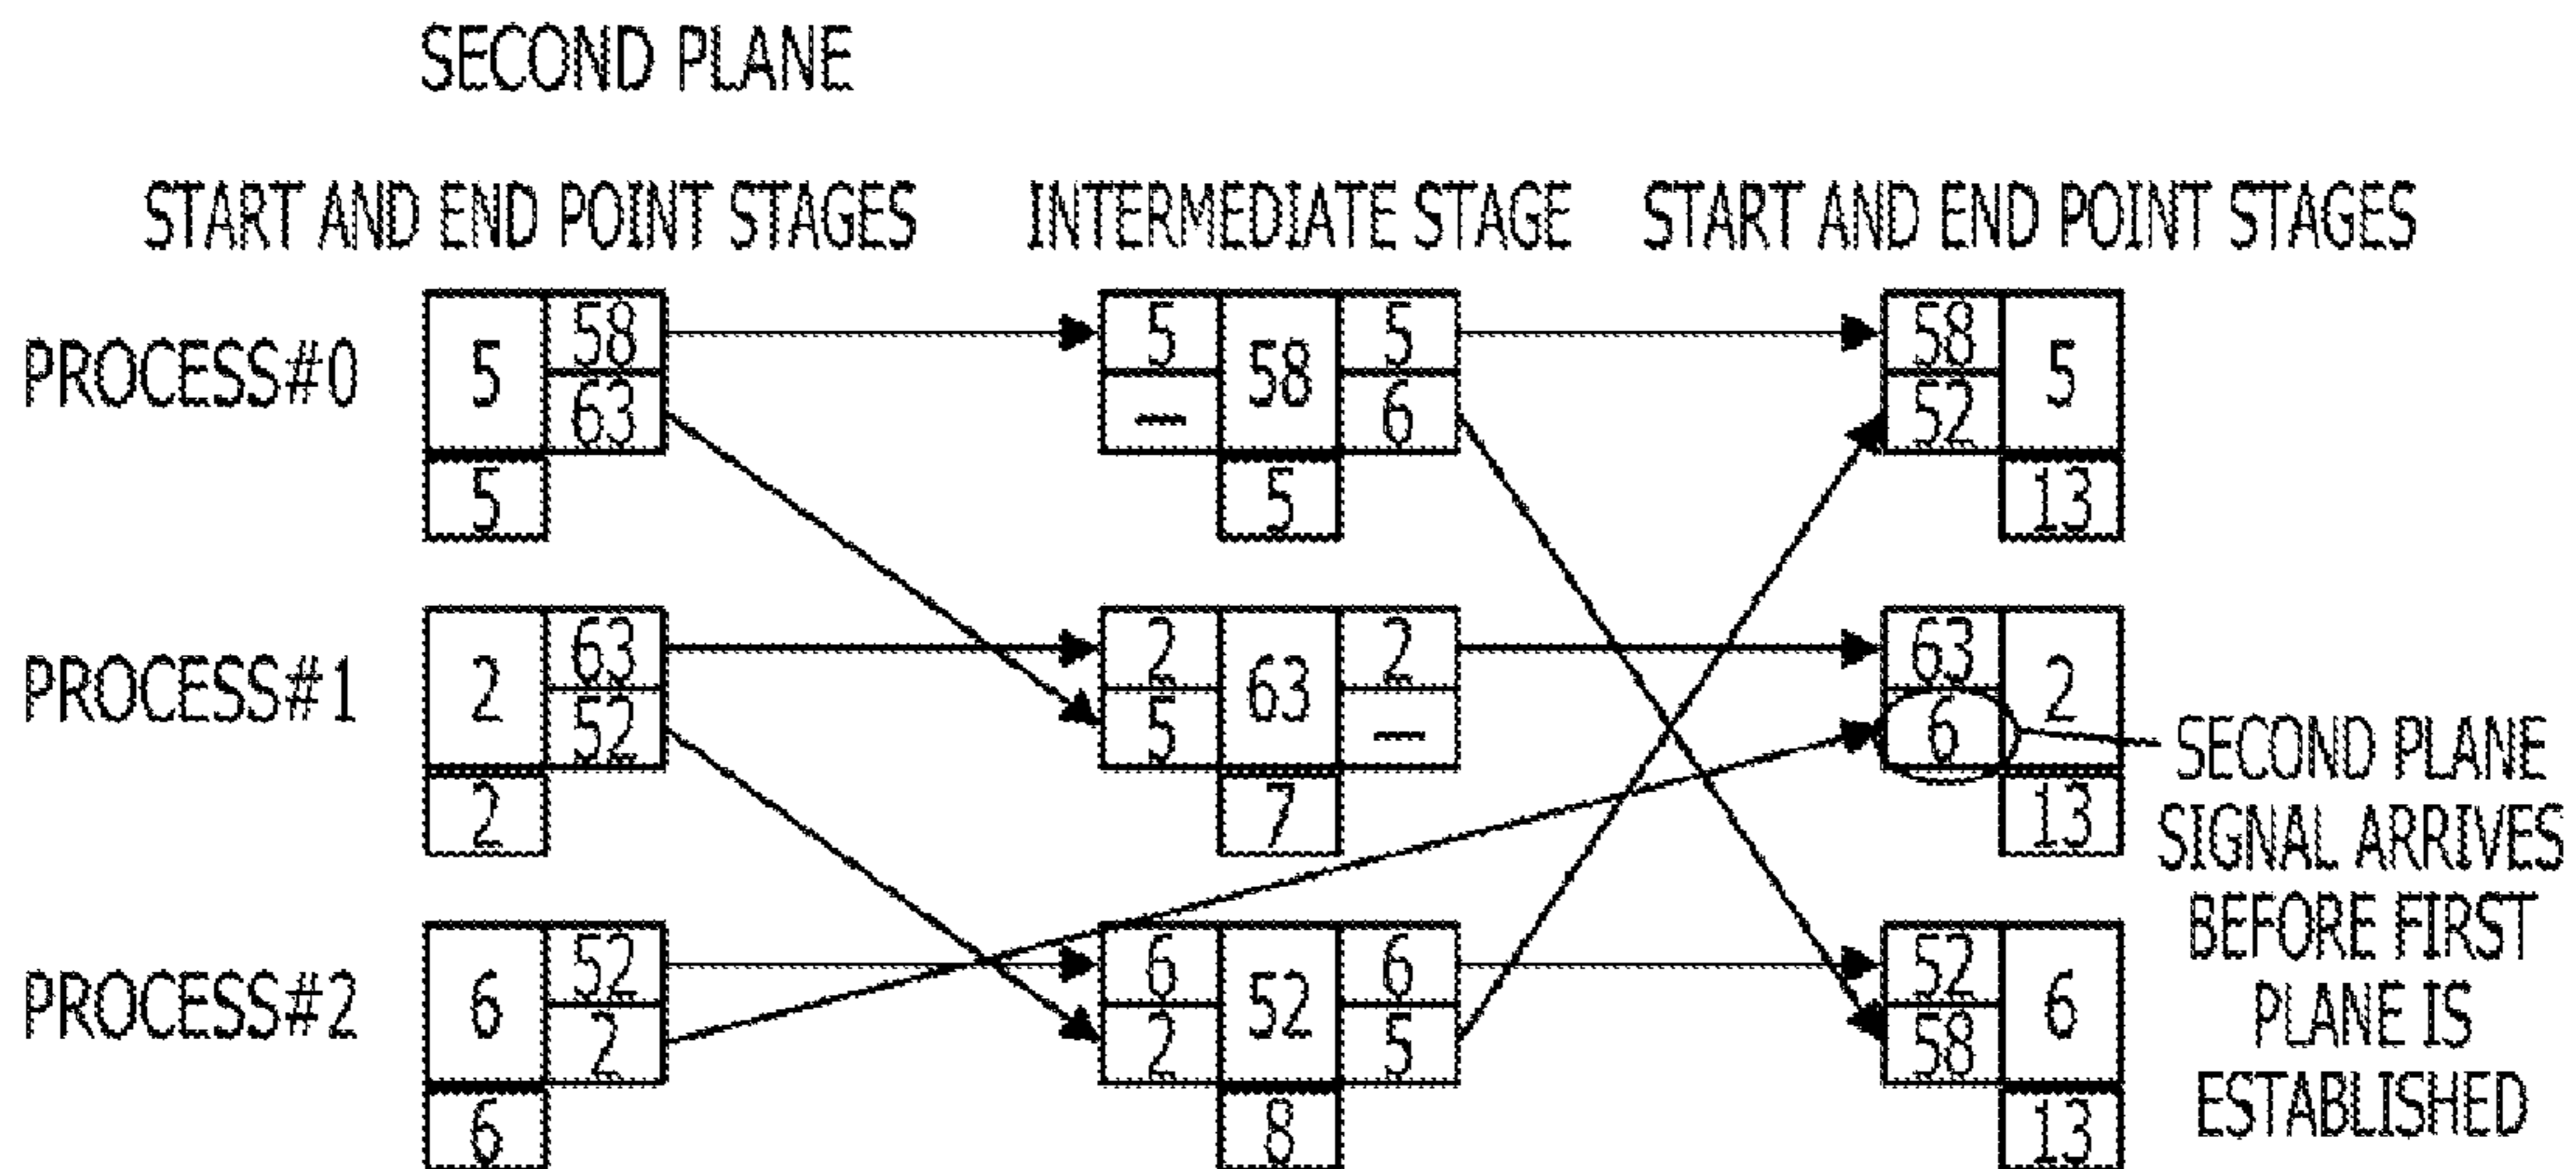 SECOND PLANE
START AND END POINT STAGES INTERMEDIATE STAGE START AND END POINT STAGES
PROCESS#0 5 58 5 58 5 58 5
63 — 6 52
5 5 13
PROCESS#1 2 63 2 63 2 63 2
52 5 — 6
2 7 13
SECOND PLANE
SIGNAL ARRIVES
BEFORE FIRST
PLANE IS
ESTABLISHED
PROCESS#2 6 52 6 52 6 52 6
2 2 5 58
6 8 13